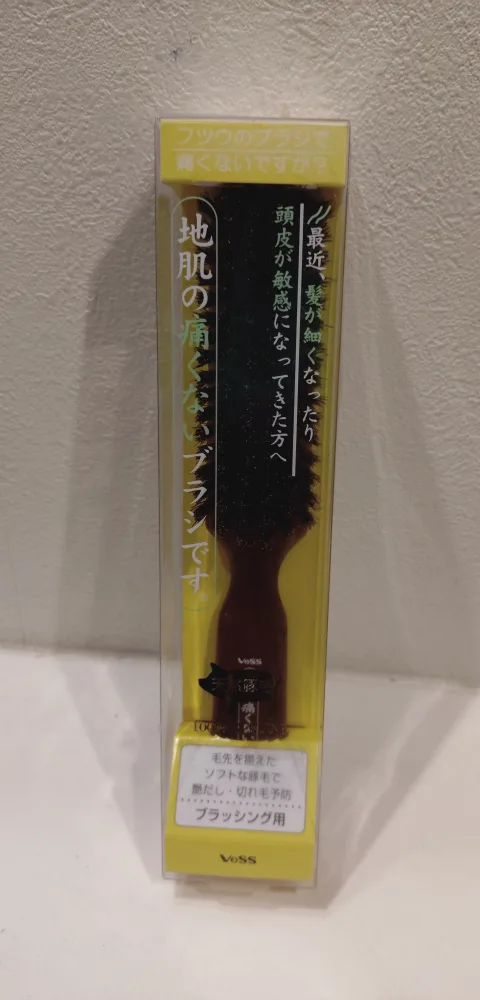 フツウのブラシで
痛くないですか？
最近、髪が細くなったり
頭皮が敏感になってきた方へ
地肌の痛くないブラシです。
VeSS
痛くない
毛先を揃えた
ソフトな豚毛で
艶だし・切れ毛予防
ブラッシング用
VeSS